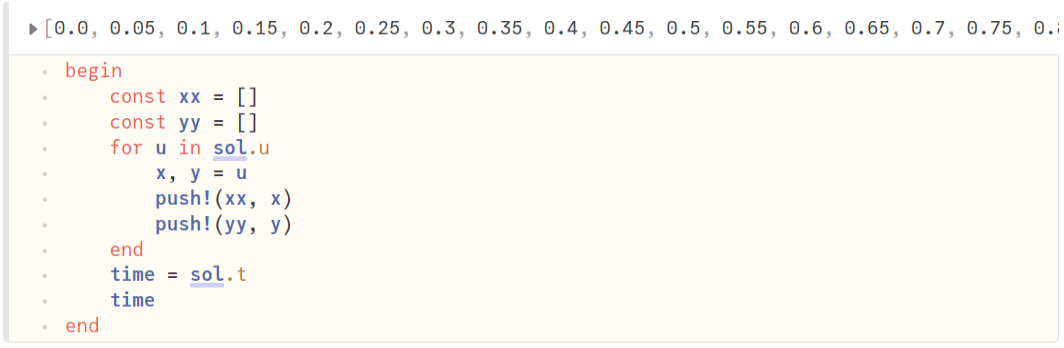 ▶[0.0, 0.05, 0.1, 0.15, 0.2, 0.25, 0.3, 0.35, 0.4, 0.45, 0.5, 0.55, 0.6, 0.65, 0.7, 0.75,
begin
    const xx = []
    const yy = []
    for u in sol.u
        x, y = u
        push!(xx, x)
        push!(yy, y)
    end
    time = sol.t
    time
end